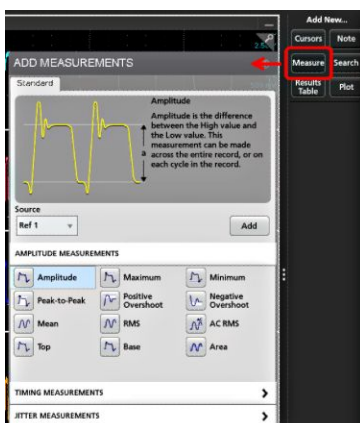 Add New...
Cursors Note
Measure Search
Results Table Plot
ADD MEASUREMENTS
Standard
Amplitude
Amplitude is the difference
between the High value and
the Low value. This
measurement can be made
across the entire record, or on
each cycle in the record.
a
Source
Ref 1
Add
AMPLITUDE MEASUREMENTS
Amplitude Maximum Minimum
Peak-to-Peak Positive Overshoot Negative Overshoot
Mean RMS AC RMS
Top Base Area
TIMING MEASUREMENTS
JITTER MEASUREMENTS